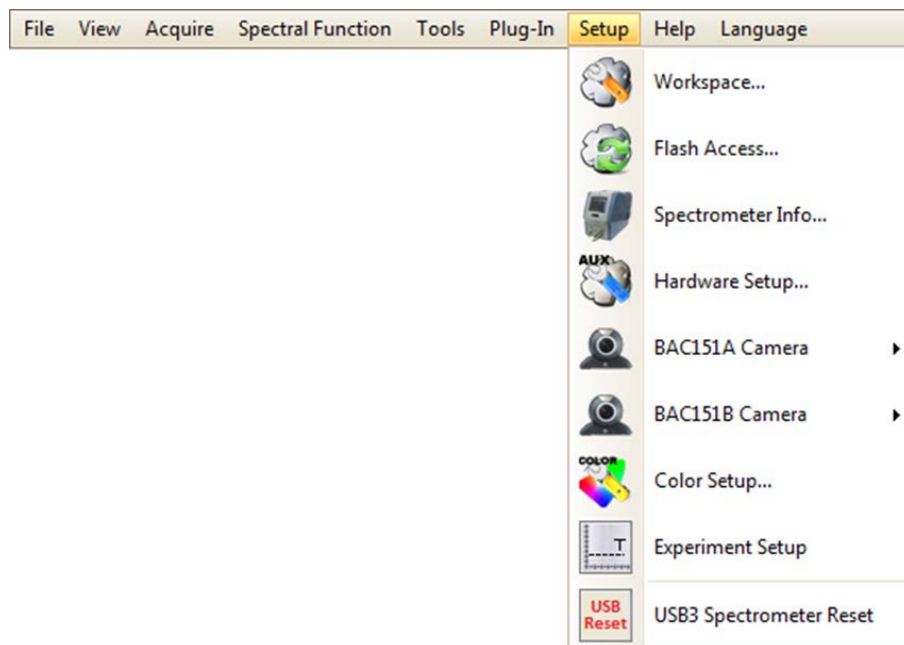 File View Acquire Spectral Function Tools Plug-In Setup Help Language
Workspace...
Flash Access...
Spectrometer Info...
AUX
Hardware Setup...
BAC151A Camera
BAC151B Camera
COLOR
Color Setup...
T
Experiment Setup
USB
Reset
USB3 Spectrometer Reset